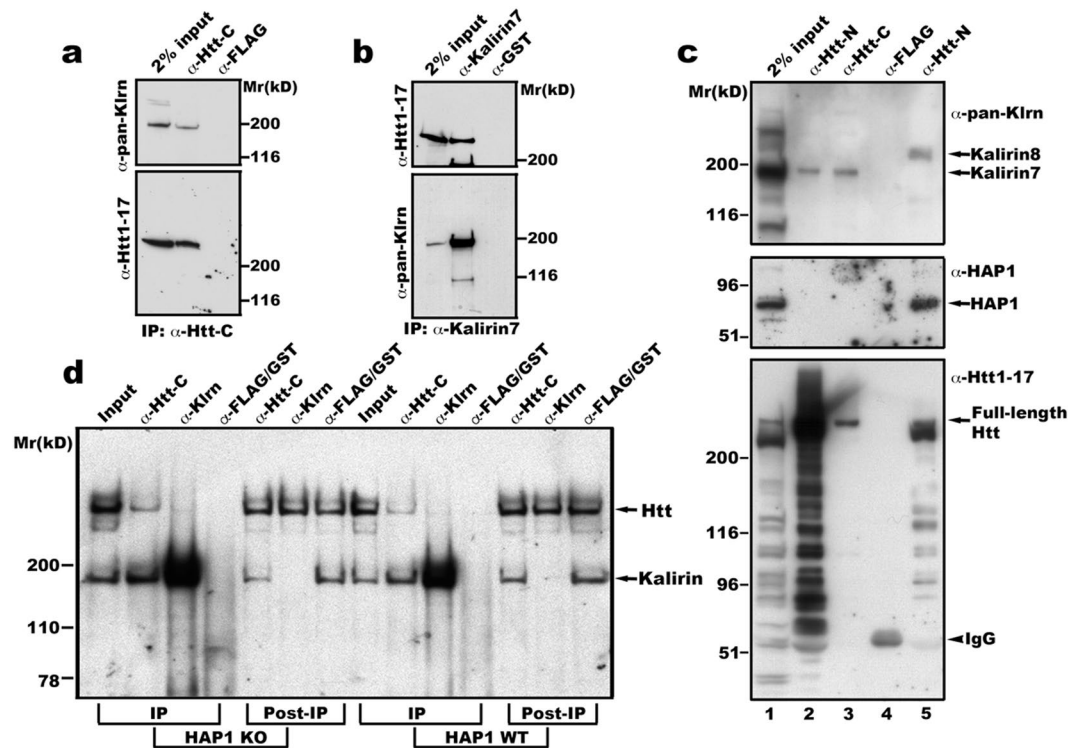 a
2% input
α-Htt-C
α-FLAG
Mr(kD)
α-pan-Klrn
200
116
α-Htt1-17
200
116
IP: α-Htt-C
b
2% input
α-Kalirin7
α-GST
Mr(kD)
α-Htt1-17
200
α-pan-Klrn
200
116
IP: α-Kalirin7
c
2% input
α-Htt-N
α-Htt-C
α-FLAG
α-Htt-N
Mr(kD)
α-pan-Klrn
200
116
Kalirin8
Kalirin7
α-HAP1
96
HAP1
51
α-Htt1-17
Full-length
Htt
200
116
96
51
IgG
1 2 3 4 5
d
Input
α-Htt-C
α-Klrn
α-FLAG/GST
α-Htt-C
α-Klrn
α-FLAG/GST
Input
α-Htt-C
α-Klrn
α-FLAG/GST
α-Htt-C
α-Klrn
α-FLAG/GST
Mr(kD)
Htt
200
Kalirin
110
78
IP Post-IP IP Post-IP
HAP1 KO HAP1 WT